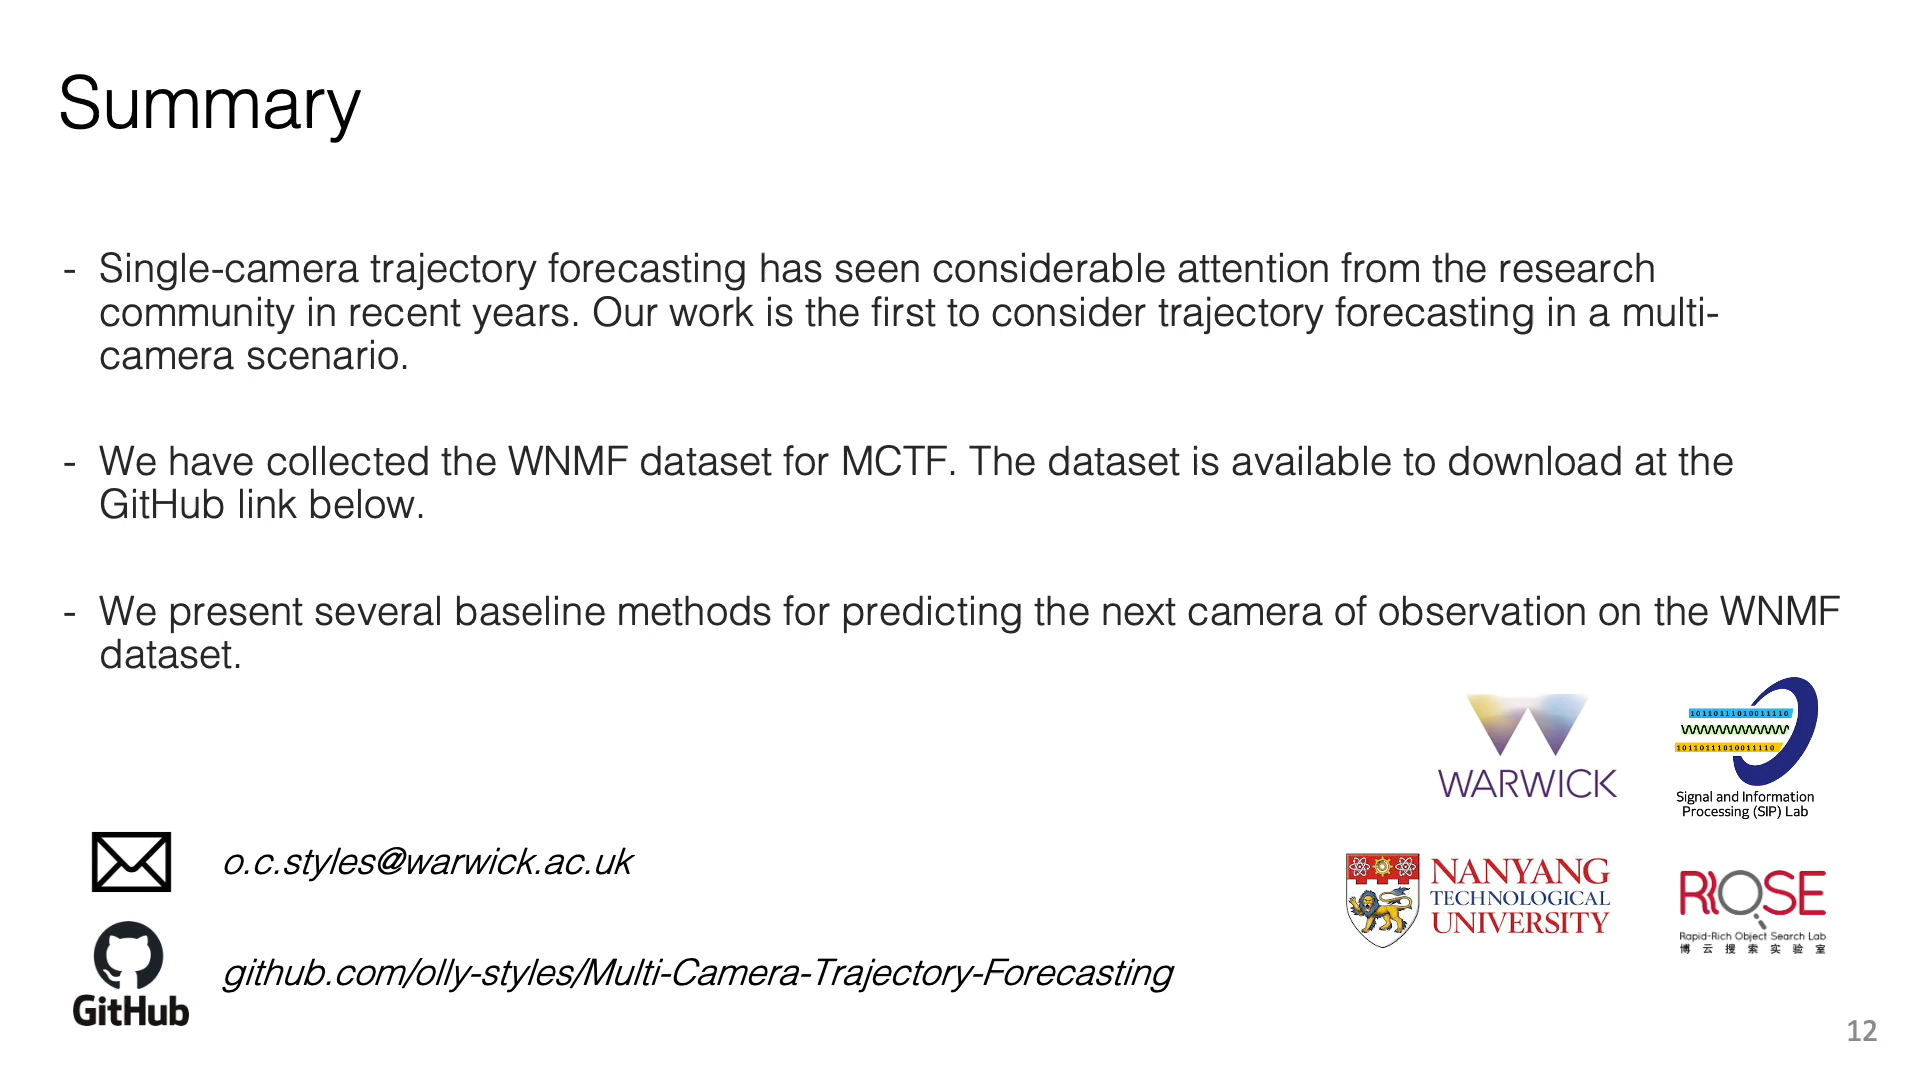 Summary
- Single-camera trajectory forecasting has seen considerable attention from the research
community in recent years. Our work is the first to consider trajectory forecasting in a multi-
camera scenario.
- We have collected the WNMF dataset for MCTF. The dataset is available to download at the
GitHub link below.
- We present several baseline methods for predicting the next camera of observation on the WNMF
dataset.
WARWICK
10110111010011110
10110111010011110
Signal and Information
Processing (SIP) Lab
o.c.styles@warwick.ac.uk
NANYANG
TECHNOLOGICAL
UNIVERSITY
ROSE
Rapid-Rich Object Search Lab
博云搜索实验室
GitHub
github.com/olly-styles/Multi-Camera-Trajectory-Forecasting
12